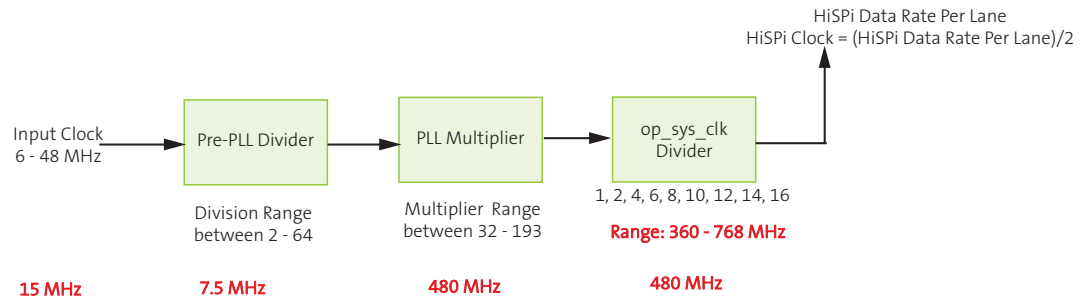 HiSPi Data Rate Per Lane
HiSPi Clock = (HiSPi Data Rate Per Lane)/2
Input Clock
6 - 48 MHz
Pre-PLL Divider
PLL Multiplier
op_sys_clk
Divider
Division Range
between 2 - 64
Multiplier Range
between 32 - 193
1, 2, 4, 6, 8, 10, 12, 14, 16
Range: 360 - 768 MHz
15 MHz
7.5 MHz
480 MHz
480 MHz